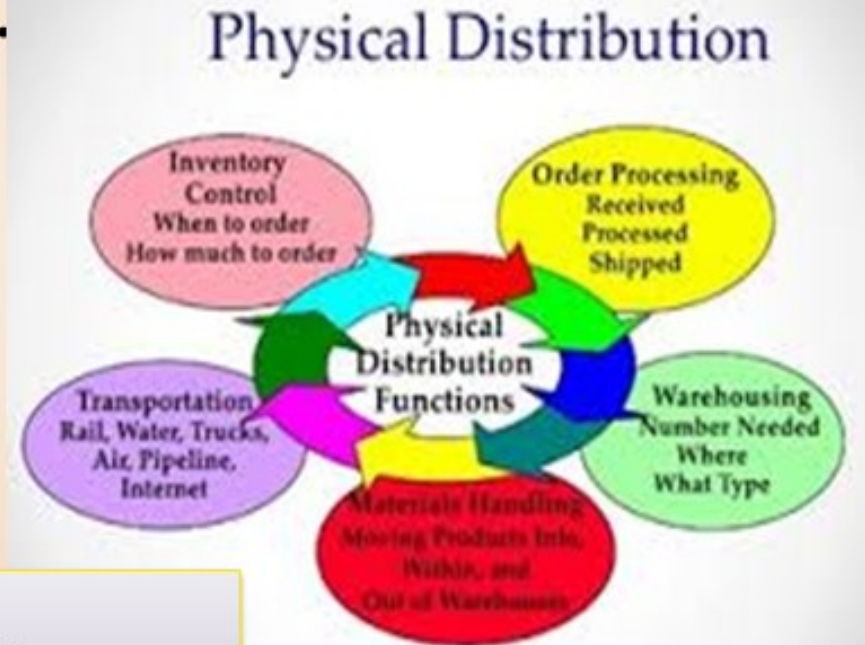 Physical Distribution
Inventory
Control
When to order
How much to order
Order Processing
Received
Processed
Shipped
Physical
Distribution
Functions
Transportation
Rail, Water, Trucks,
Air, Pipeline,
Internet
Warehousing
Number Needed
Where
What Type
Materials Handling
Moving Products Into,
Within, and
Out of Warehouses